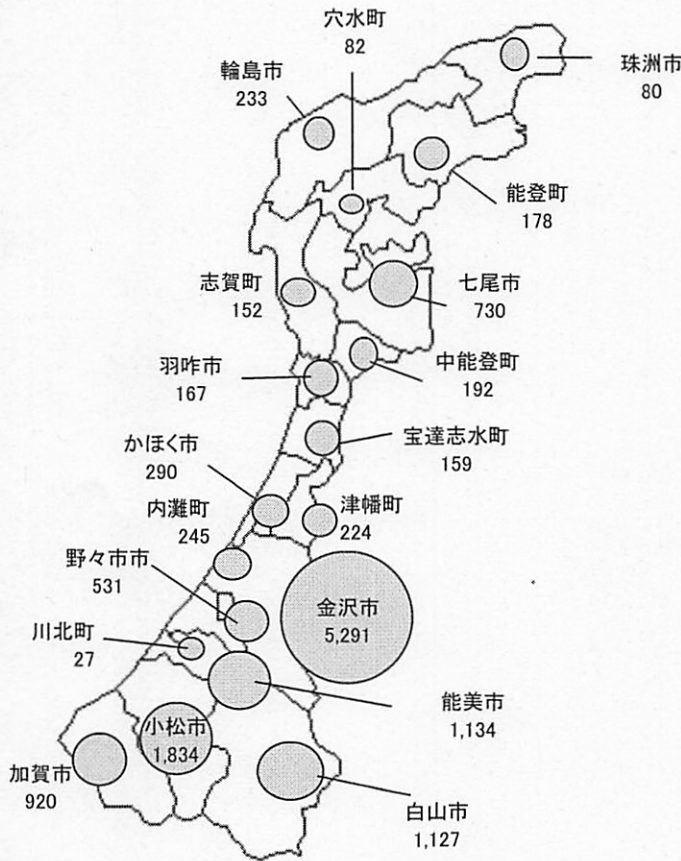 穴水町
82
珠洲市
80
輪島市
233
能登町
178
志賀町
152
七尾市
730
羽咋市
167
中能登町
192
宝達志水町
159
かほく市
290
内灘町
245
津幡町
224
野々市市
531
金沢市
5,291
川北町
27
能美市
1,134
小松市
1,834
加賀市
920
白山市
1,127